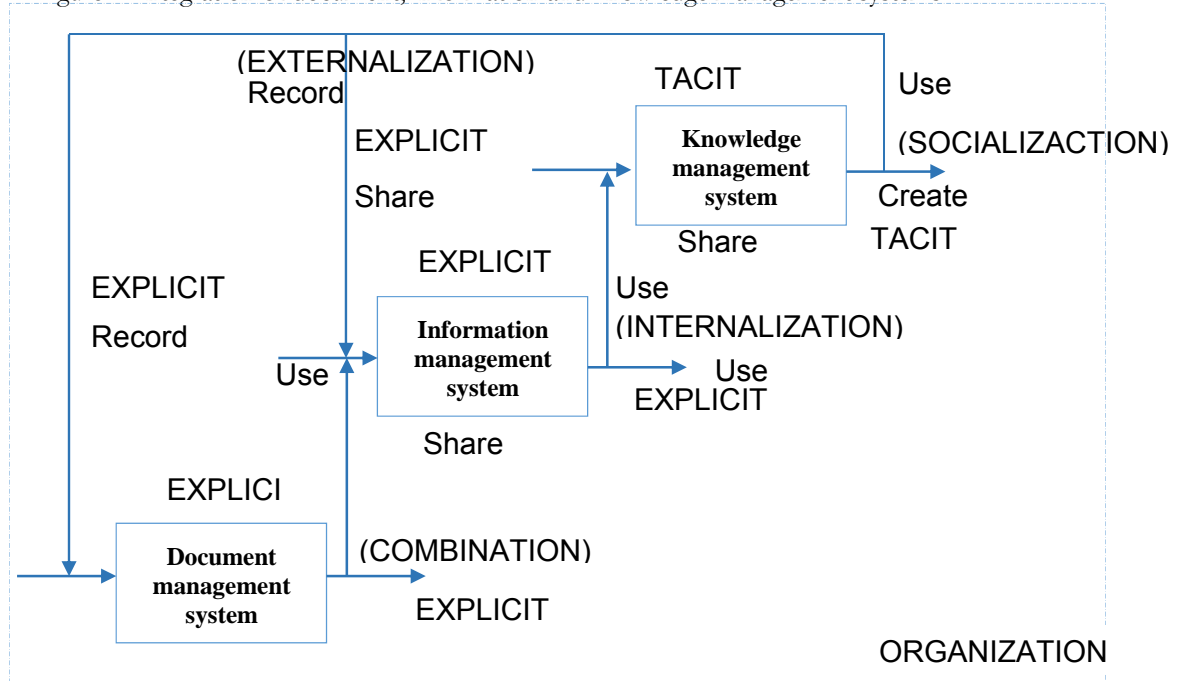 (EXTERNALIZATION)
Record
TACIT
Use
EXPLICIT
Knowledge
management
system
(SOCIALIZACTION)
Share
Create
Share
TACIT
EXPLICIT
EXPLICIT
Record
Use
(INTERNALIZATION)
Information
management
system
Use
Use
EXPLICIT
Share
EXPLICI
Document
management
system
(COMBINATION)
EXPLICIT
ORGANIZATION